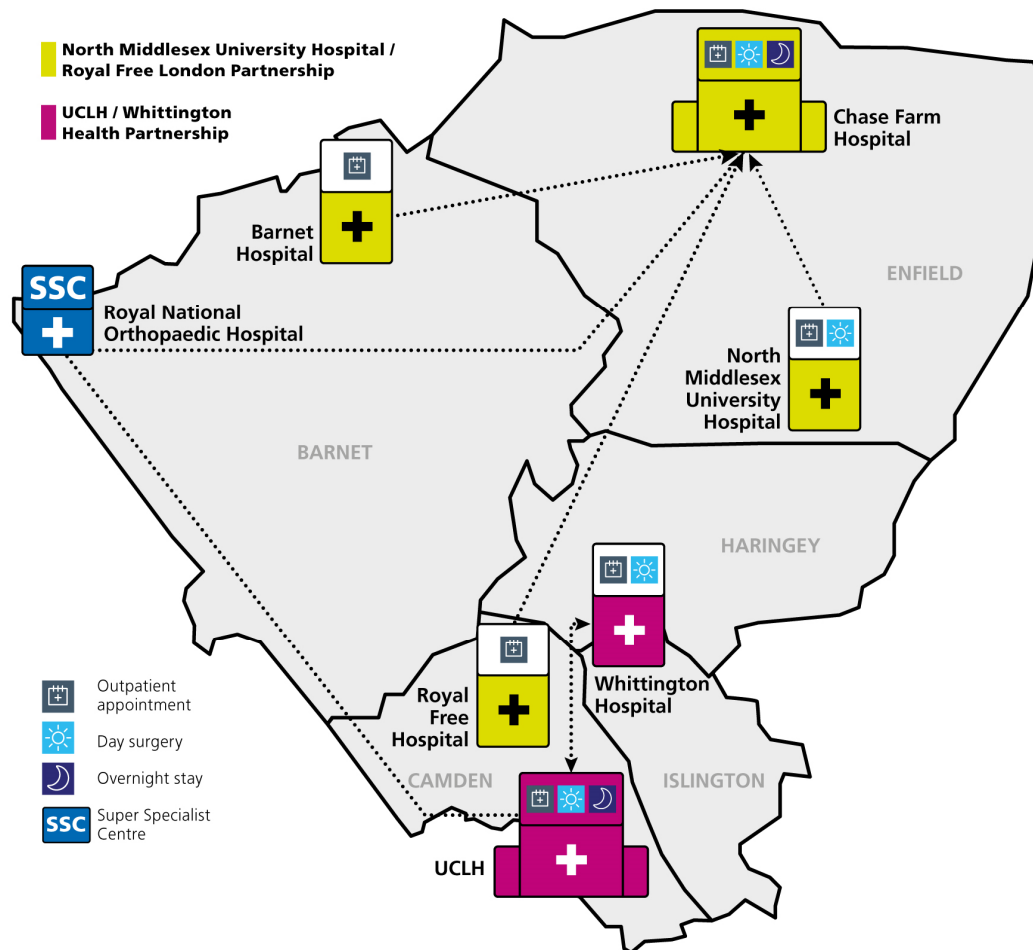 North Middlesex University Hospital /
Royal Free London Partnership
UCLH / Whittington
Health Partnership
Chase Farm
Hospital
Barnet
Hospital
ENFIELD
SSC
Royal National
Orthopaedic Hospital
North
Middlesex
University
Hospital
BARNET
HARINGEY
Whittington
Hospital
Royal
Free
Hospital
CAMDEN
ISLINGTON
UCLH
Outpatient
appointment
Day surgery
Overnight stay
SSC
Super Specialist
Centre